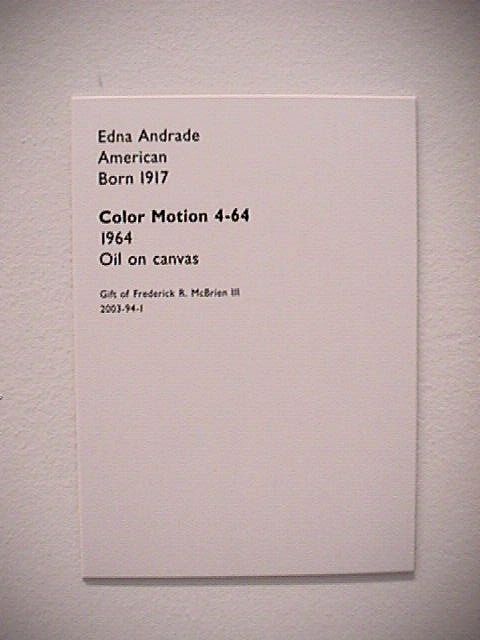 Edna Andrade
American
Born 1917
Color Motion 4-64
1964
Oil on canvas
Gift of Frederick R. McBrien III
2003-94-1